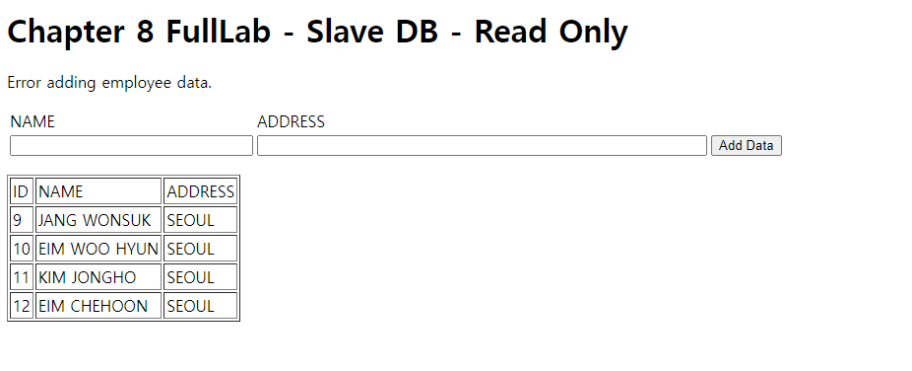 Chapter 8 FullLab - Slave DB - Read Only
Error adding employee data.
NAME ADDRESS
Add Data
ID NAME ADDRESS
9 JANG WONSUK SEOUL
10 EIM WOO HYUN SEOUL
11 KIM JONGHO SEOUL
12 EIM CHEHOON SEOUL